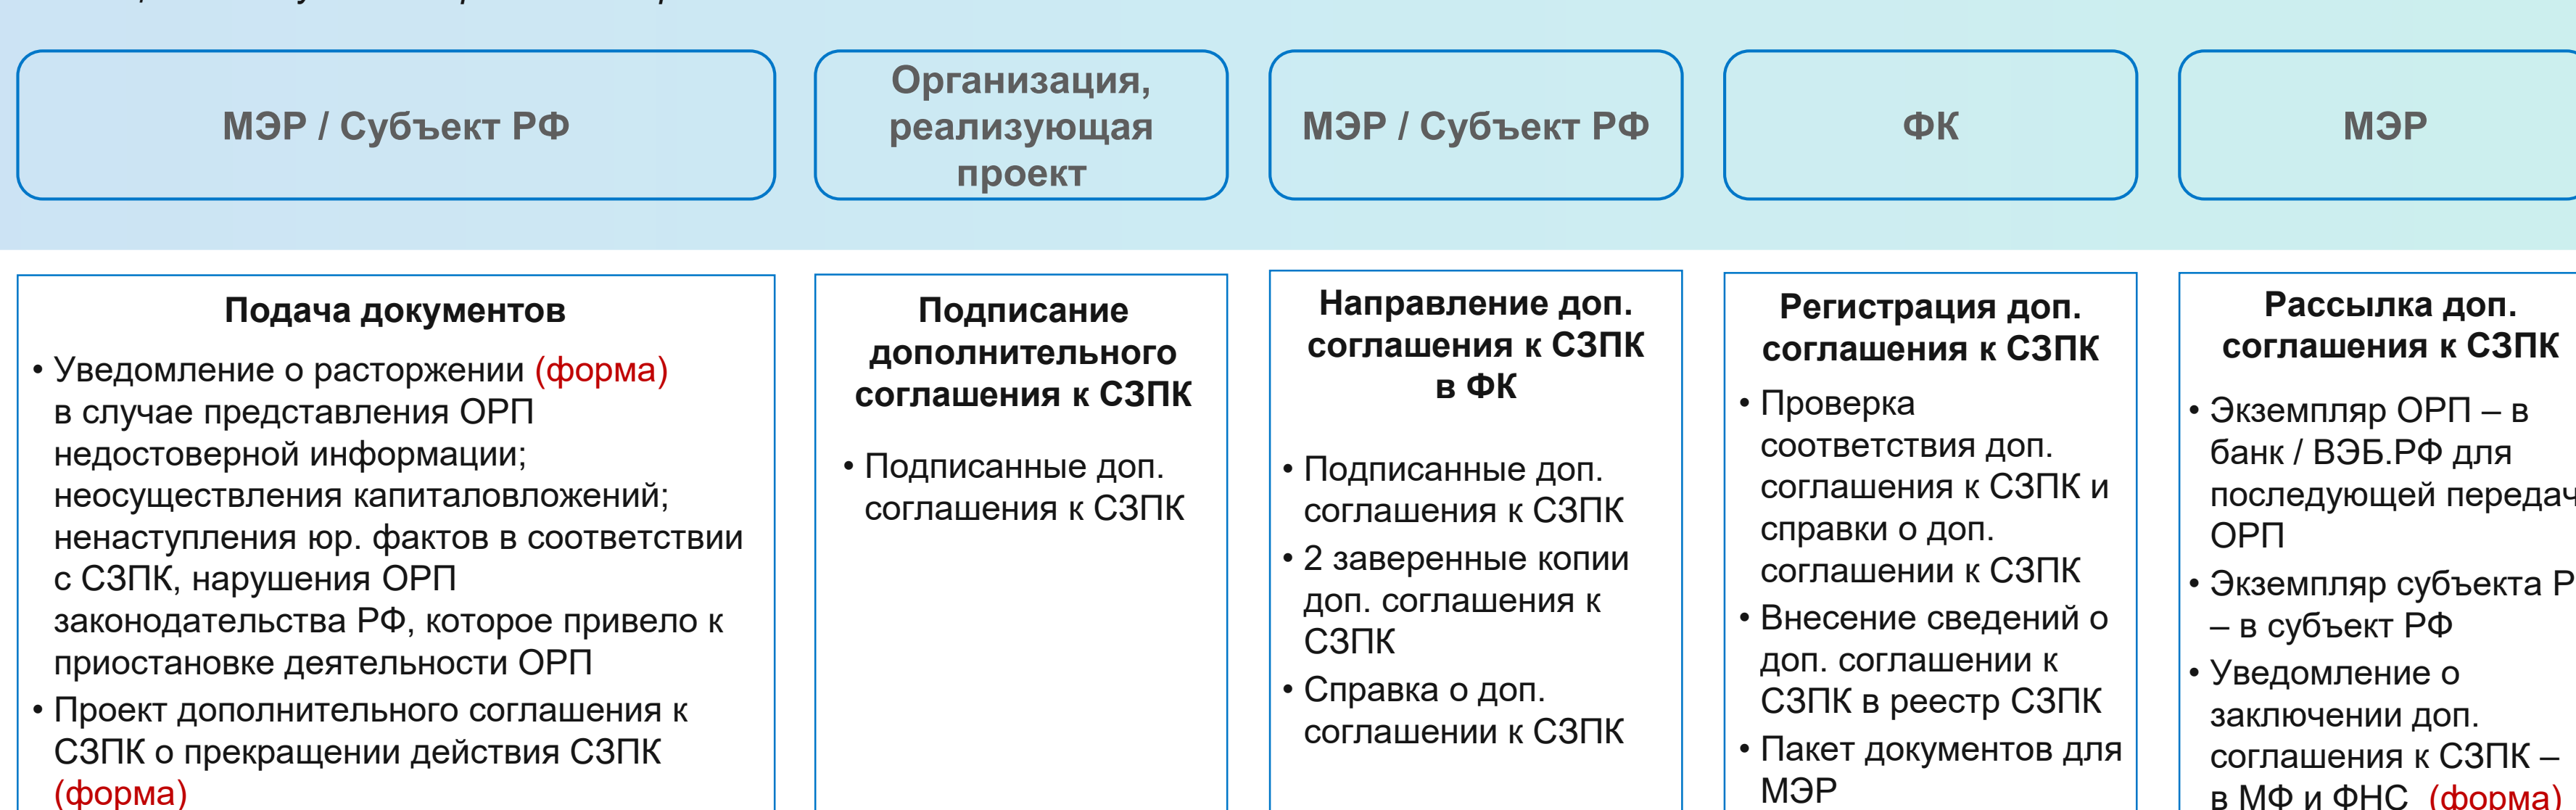 МЭР / Субъект РФ
Организация,
реализующая
проект
МЭР / Субъект РФ
ФК
МЭР
Подача документов
• Уведомление о расторжении (форма)
в случае представления ОРП
недостоверной информации;
неосуществления капиталовложений;
ненаступления юр. фактов в соответствии
с СЗПК, нарушения ОРП
законодательства РФ, которое привело к
приостановке деятельности ОРП
• Проект дополнительного соглашения к
СЗПК о прекращении действия СЗПК
(форма)
Подписание
дополнительного
соглашения к СЗПК
• Подписанные доп.
соглашения к СЗПК
Направление доп.
соглашения к СЗПК
в ФК
• Подписанные доп.
соглашения к СЗПК
• 2 заверенные копии
доп. соглашения к
СЗПК
• Справка о доп.
соглашении к СЗПК
Регистрация доп.
соглашения к СЗПК
• Проверка
соответствия доп.
соглашения к СЗПК и
справки о доп.
соглашении к СЗПК
• Внесение сведений о
доп. соглашении к
СЗПК в реестр СЗПК
• Пакет документов для
МЭР
Рассылка доп.
соглашения к СЗПК
• Экземпляр ОРП – в
банк / ВЭБ.РФ для
последующей
ОРП
• Экземпляр субъекта
– в субъект РФ
• Уведомление о
заключении доп.
соглашения к СЗПК –
в МФ и ФНС (форма)